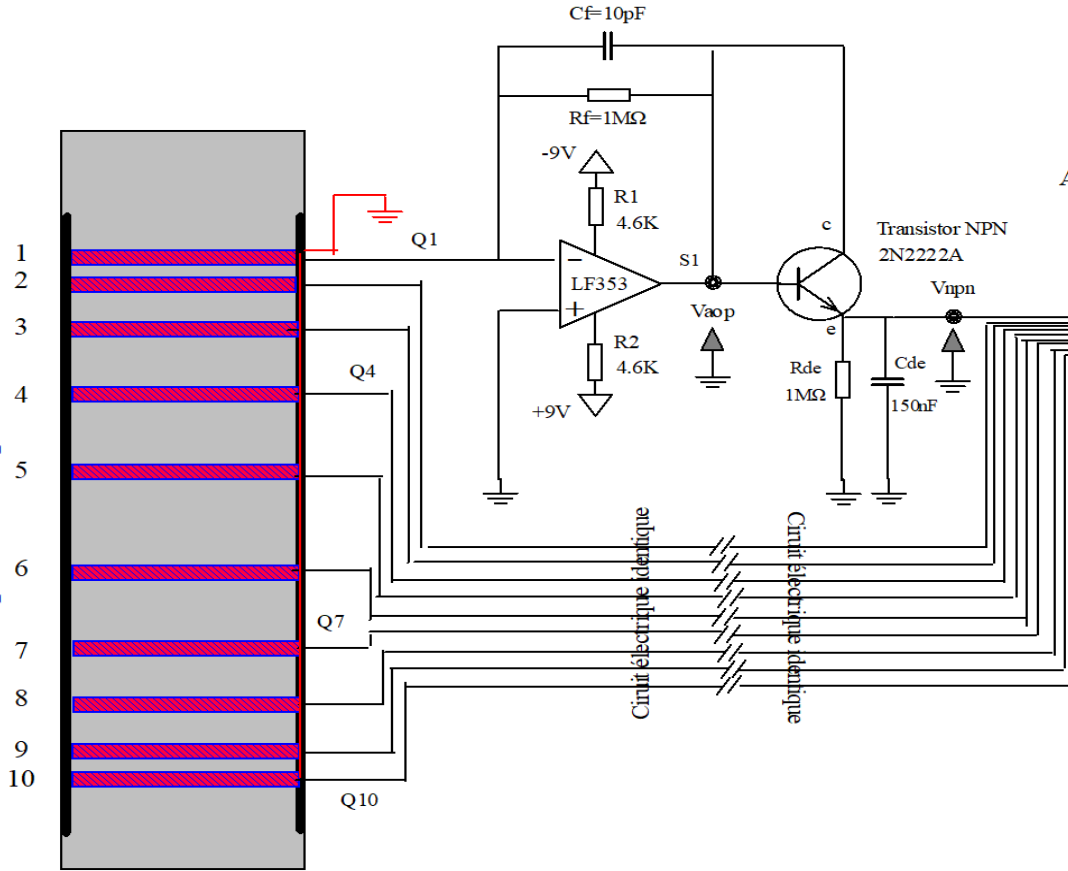 Cf=10pF
Rf=1MΩ
-9V
R1
4.6K
LF353
R2
4.6K
+9V
S1
Vaop
c
Transistor NPN
2N2222A
e
Vnpn
Rde
1MΩ
Cde
150nF
1
2
3
4
5
6
7
8
9
10
Q1
Q4
Q7
Q10
Ciruit électrique identique
Ciruit électrique identique